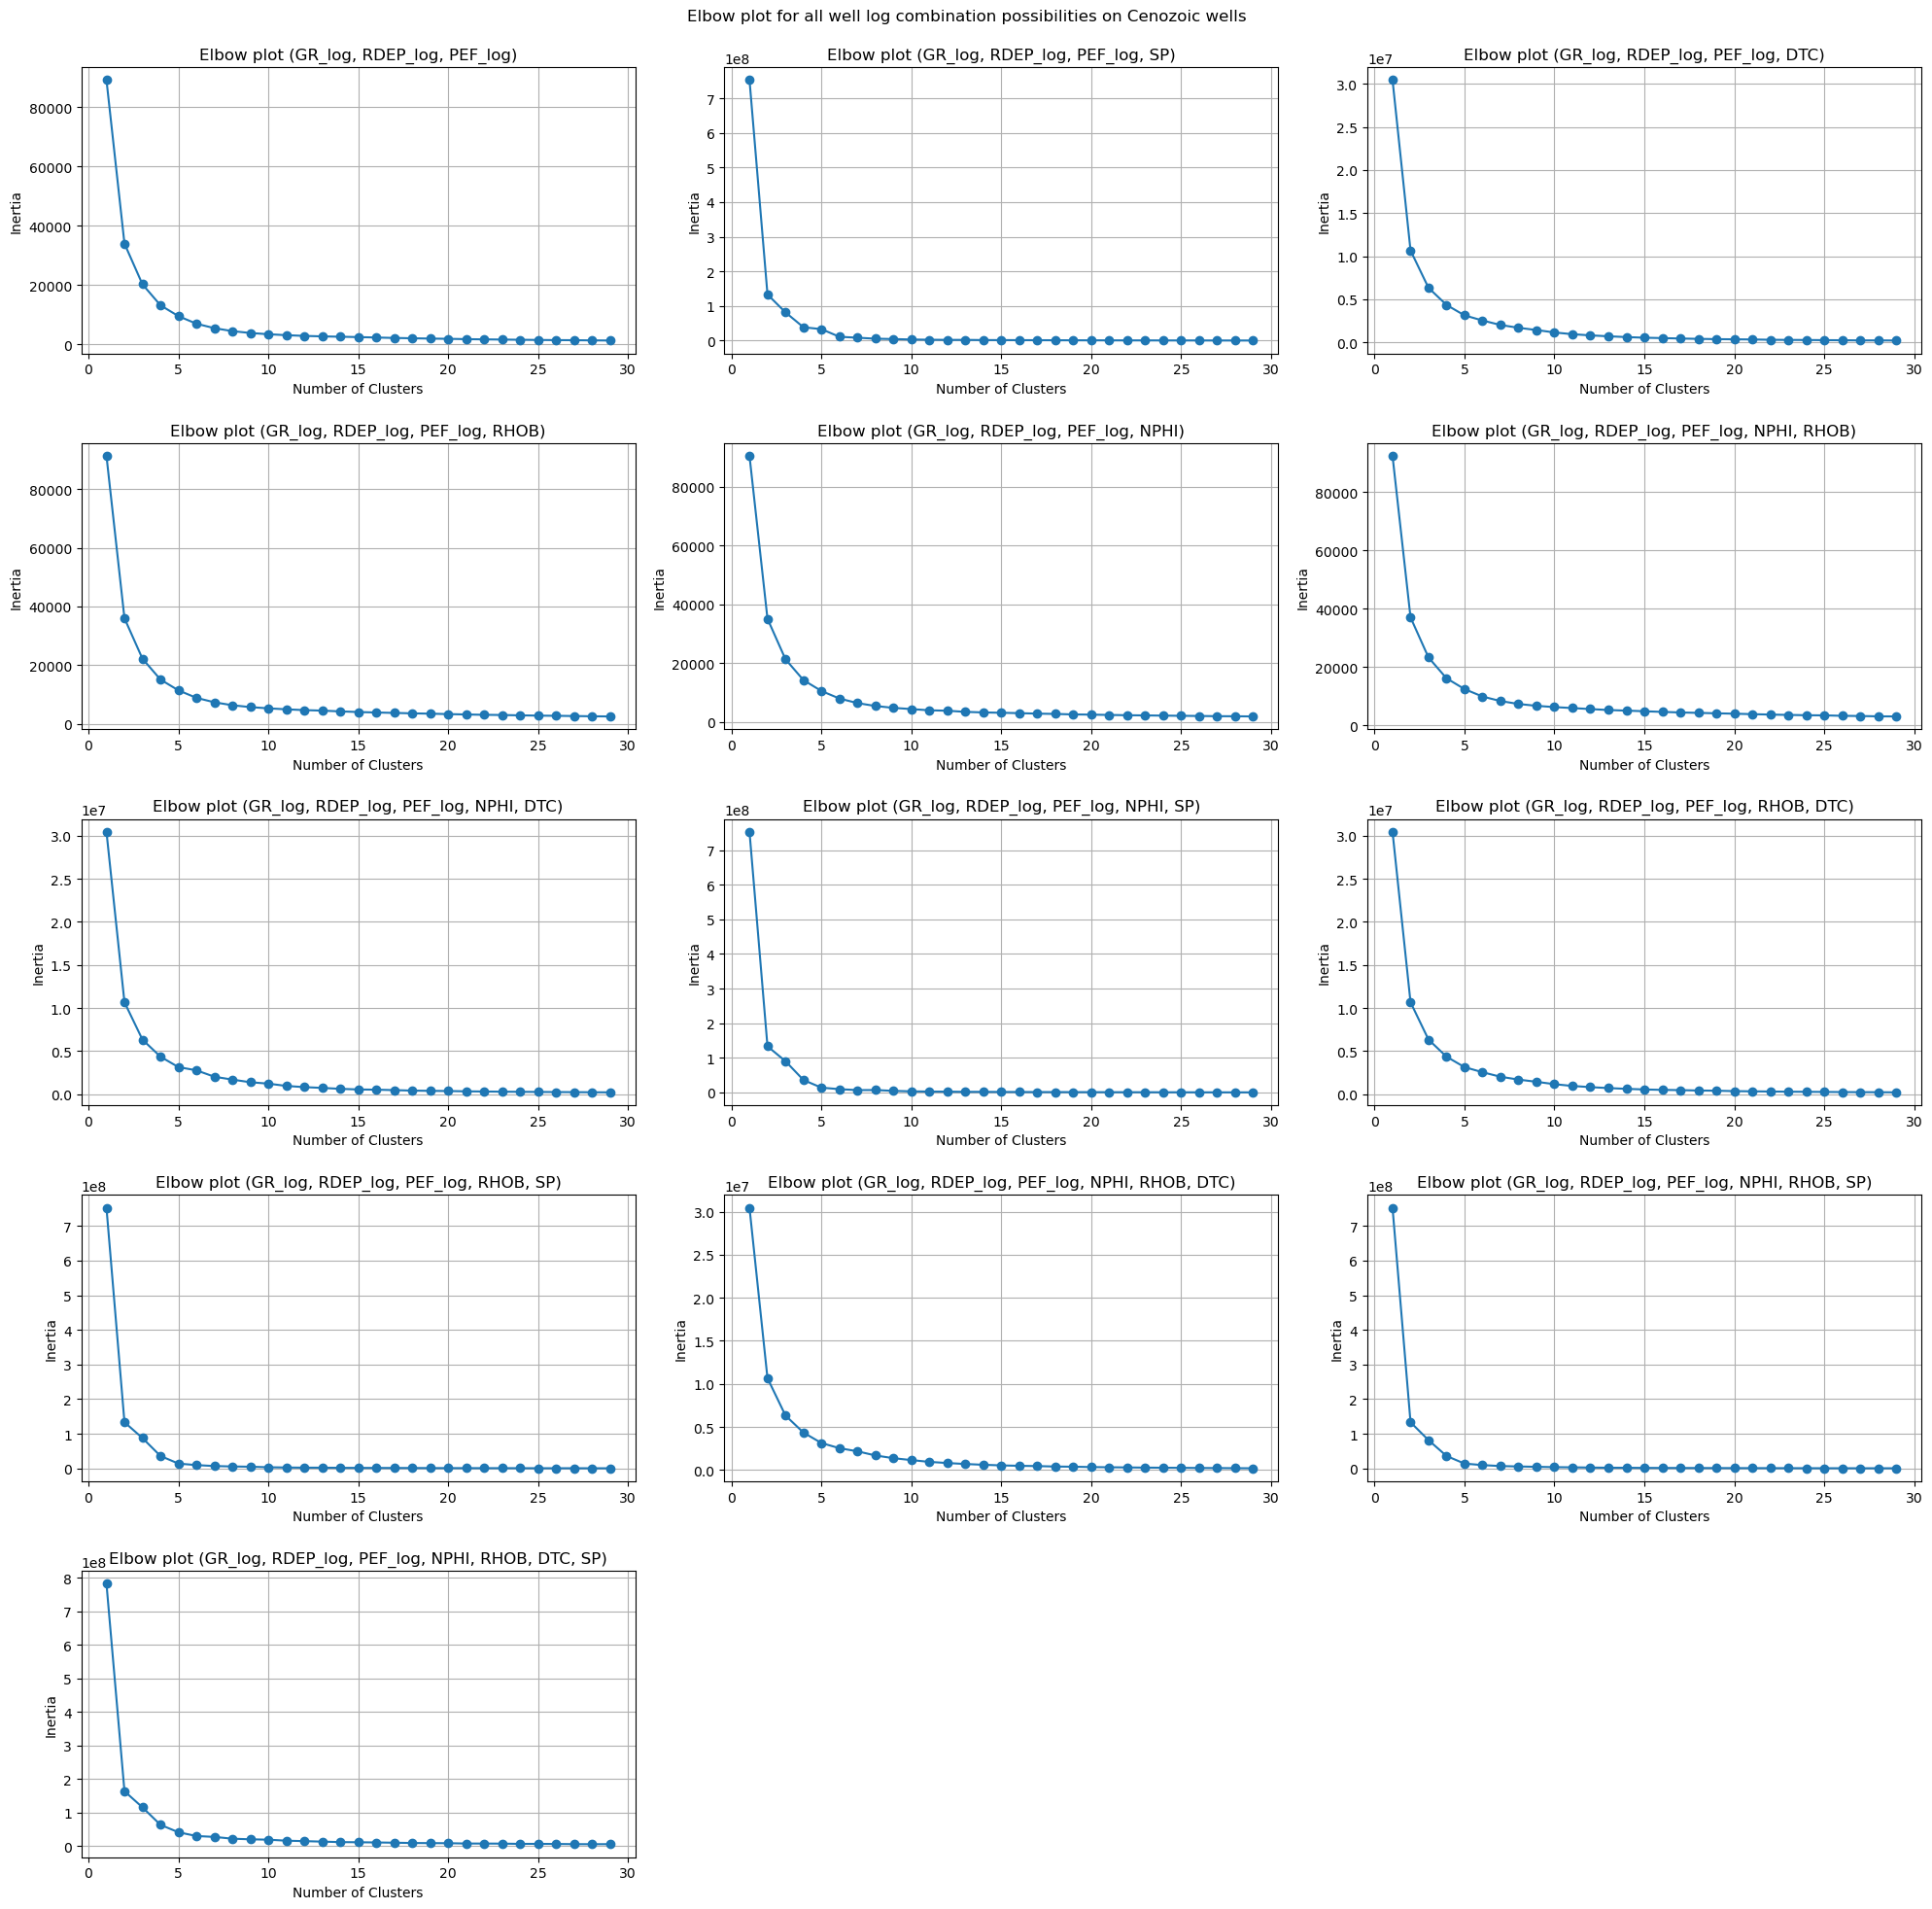 Elbow plot for all well log combination possibilities on Cenozoic wells
Elbow plot (GR_log, RDEP_log, PEF_log)
80000
60000
40000
20000
0
Inertia
0 5 10 15 20 25 30
Number of Clusters
1e8
Elbow plot (GR_log, RDEP_log, PEF_log, SP)
7
6
5
4
3
2
1
0
Inertia
0 5 10 15 20 25 30
Number of Clusters
1e7
Elbow plot (GR_log, RDEP_log, PEF_log, DTC)
3.0
2.5
2.0
1.5
1.0
0.5
0.0
Inertia
0 5 10 15 20 25 30
Number of Clusters
Elbow plot (GR_log, RDEP_log, PEF_log, RHOB)
80000
60000
40000
20000
0
Inertia
0 5 10 15 20 25 30
Number of Clusters
Elbow plot (GR_log, RDEP_log, PEF_log, NPHI)
80000
60000
40000
20000
0
Inertia
0 5 10 15 20 25 30
Number of Clusters
Elbow plot (GR_log, RDEP_log, PEF_log, NPHI, RHOB)
80000
60000
40000
20000
0
Inertia
0 5 10 15 20 25 30
Number of Clusters
1e7
Elbow plot (GR_log, RDEP_log, PEF_log, NPHI, DTC)
3.0
2.5
2.0
1.5
1.0
0.5
0.0
Inertia
0 5 10 15 20 25 30
Number of Clusters
1e8
Elbow plot (GR_log, RDEP_log, PEF_log, NPHI, SP)
7
6
5
4
3
2
1
0
Inertia
0 5 10 15 20 25 30
Number of Clusters
1e7
Elbow plot (GR_log, RDEP_log, PEF_log, RHOB, DTC)
3.0
2.5
2.0
1.5
1.0
0.5
0.0
Inertia
0 5 10 15 20 25 30
Number of Clusters
1e8
Elbow plot (GR_log, RDEP_log, PEF_log, RHOB, SP)
7
6
5
4
3
2
1
0
Inertia
0 5 10 15 20 25 30
Number of Clusters
1e7
Elbow plot (GR_log, RDEP_log, PEF_log, NPHI, RHOB, DTC)
3.0
2.5
2.0
1.5
1.0
0.5
0.0
Inertia
0 5 10 15 20 25 30
Number of Clusters
1e8
Elbow plot (GR_log, RDEP_log, PEF_log, NPHI, RHOB, SP)
7
6
5
4
3
2
1
0
Inertia
0 5 10 15 20 25 30
Number of Clusters
1e8
Elbow plot (GR_log, RDEP_log, PEF_log, NPHI, RHOB, DTC, SP)
8
7
6
5
4
3
2
1
0
Inertia
0 5 10 15 20 25 30
Number of Clusters